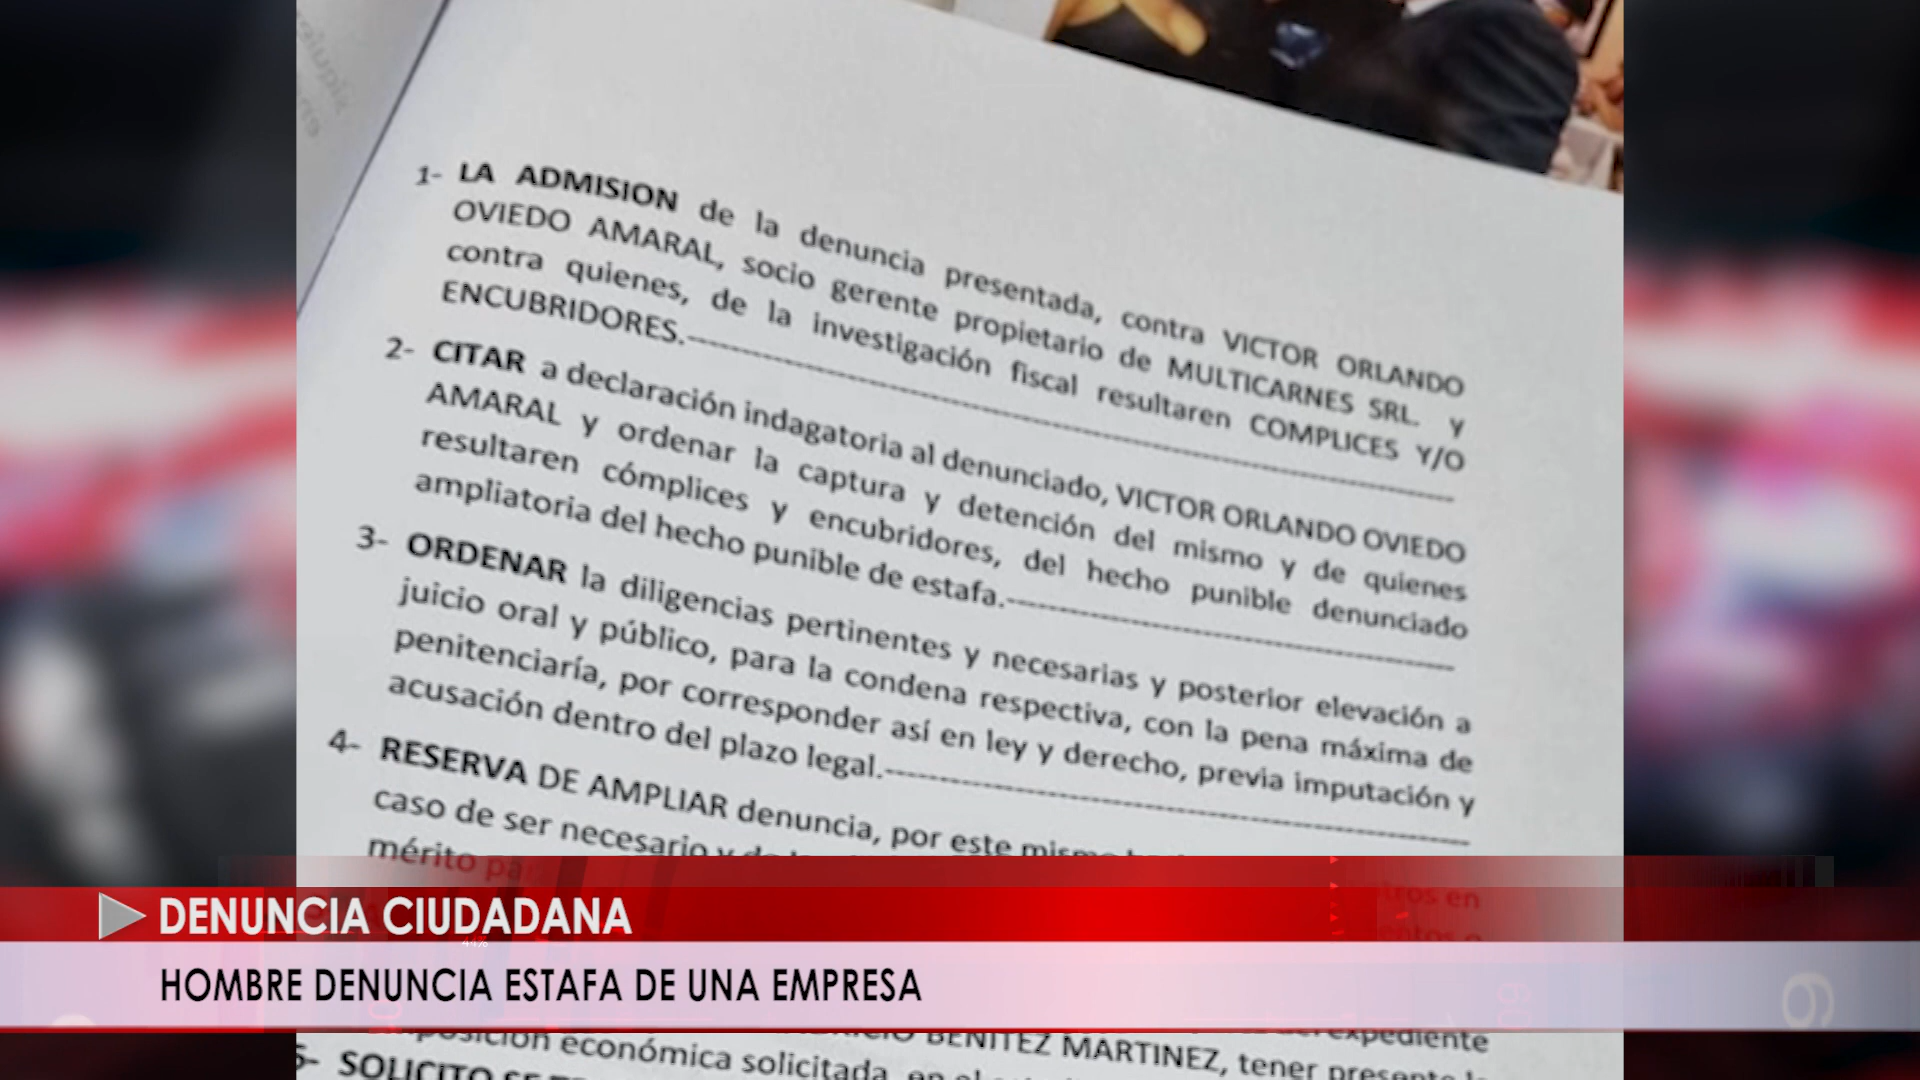 1- LA ADMISION de la denuncia presentada, contra VICTOR ORLANDO
OVIEDO AMARAL, socio gerente propietario de MULTICARNES SRL. y
contra quienes, de la investigación fiscal resultaren COMPLICES Y/O
ENCUBRIDORES.
2- CITAR a declaración indagatoria al denunciado, VICTOR ORLANDO OVIEDO
AMARAL y ordenar la captura y detención del mismo y de quienes
resultaren cómplices y encubridores, del hecho punible denunciado
ampliatoria del hecho punible de estafa.
3- ORDENAR la diligencias pertinentes y necesarias y posterior elevación a
juicio oral y público, para la condena respectiva, con la pena máxima de
penitenciaría, por corresponder así en ley y derecho, previa imputación y
acusación dentro del plazo legal.
4- RESERVA DE AMPLIAR denuncia, por este
caso de ser necesario y
mérito
DENUNCIA CIUDADANA
HOMBRE DENUNCIA ESTAFA DE UNA EMPRESA
BENITEZ MARTINEZ, expediente
económica solicitada, tener
SOLICITO